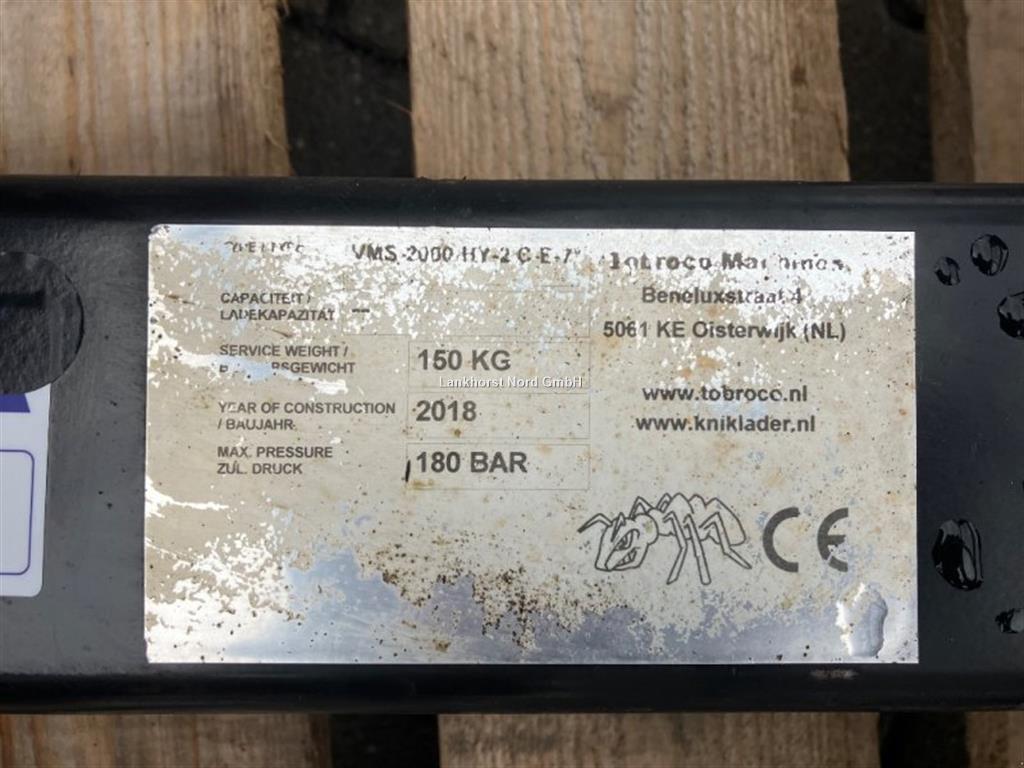 VMS-2000-HY-2
Tobroco Machines
Beneluxstraat 4
5061 KE Oisterwijk (NL)
CAPACITEIT /
LADEKAPAZITÄT --
SERVICE WEIGHT /
150 KG
Lankhorst Nord GmbH
www.tobroco.nl
www.kniklader.nl
YEAR OF CONSTRUCTION
/ BAUJAHR 2018
MAX. PRESSURE
ZUL. DRUCK 180 BAR
CE